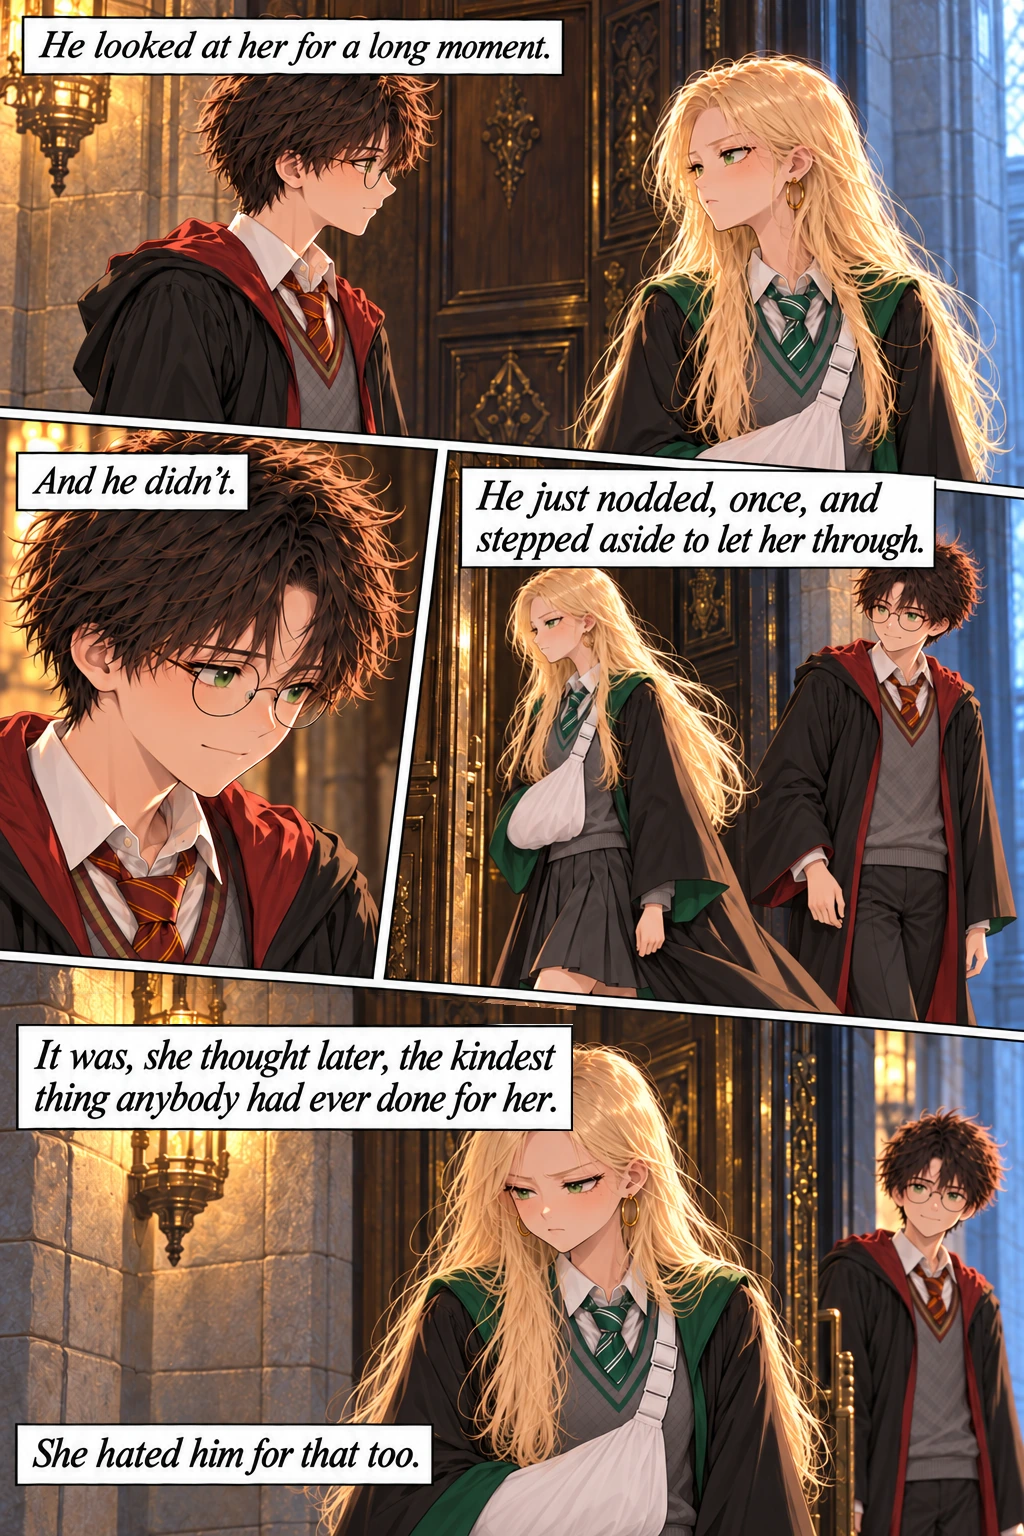 He looked at her for a long moment.
And he didn't.
He just nodded, once, and
stepped aside to let her through.
It was, she thought later, the kindest
thing anybody had ever done for her.
She hated him for that too.